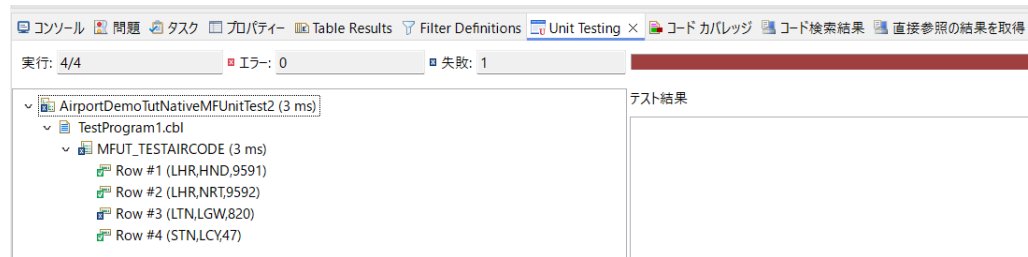 コンソール 問題 タスク プロパティー Table Results Filter Definitions Unit Testing コード カバレッジ コード検索結果 直接参照の結果を取得
実行: 4/4 エラー: 0 失敗: 1
AirportDemoTutNativeMFUnitTest2 (3 ms)
テスト結果
TestProgram1.cbl
MFUT_TESTAIRCODE (3 ms)
Row #1 (LHR,HND,9591)
Row #2 (LHR,NRT,9592)
Row #3 (LTN,LGW,820)
Row #4 (STN,LCY,47)